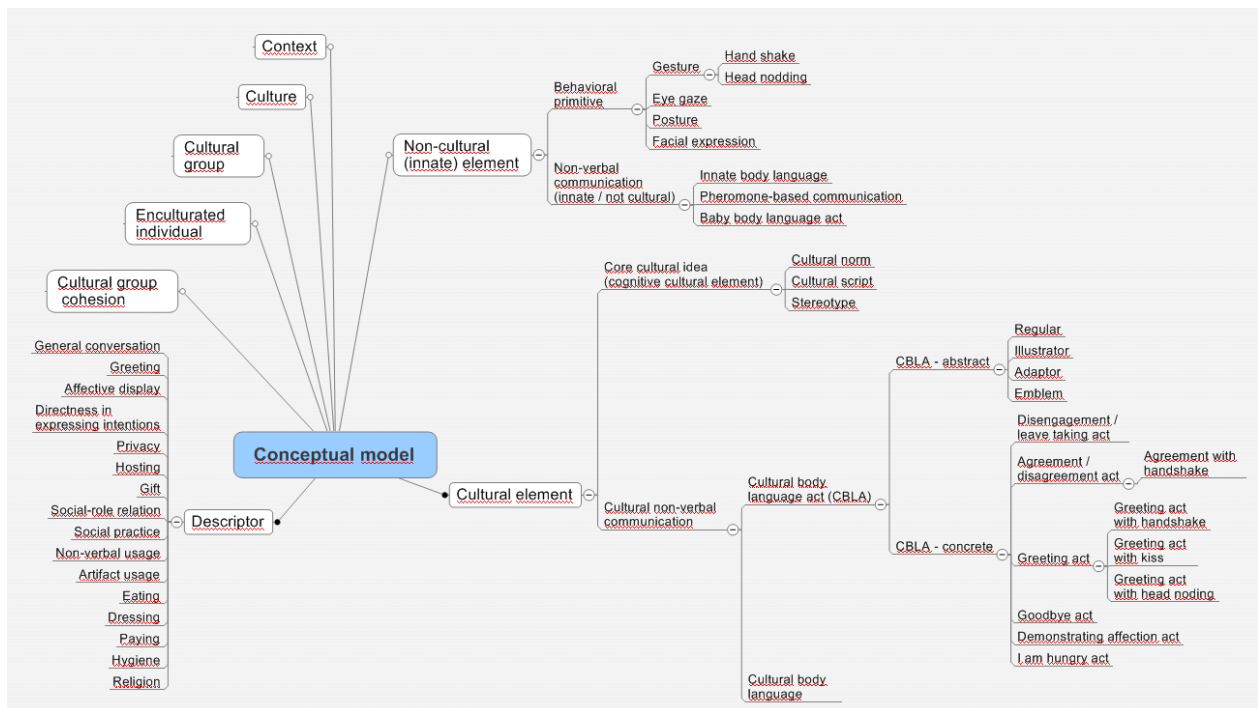 Context
Culture
Cultural
group
Enculturated
individual
Cultural group
cohesion
General conversation
Greeting
Affective display
Directness in
expressing intentions
Privacy
Hosting
Gift
Social-role relation
Social practice
Non-verbal usage
Artifact usage
Eating
Dressing
Paying
Hygiene
Religion
Descriptor
Conceptual model
Non-cultural
(innate) element
Behavioral
primitive
Gesture
Hand shake
Head nodding
Eye gaze
Posture
Facial expression
Non-verbal
communication
(innate / not cultural)
Innate body language
Pheromone-based communication
Baby body language act
Cultural element
Core cultural idea
(cognitive cultural element)
Cultural norm
Cultural script
Stereotype
Cultural non-verbal
communication
Cultural body
language act (CBLA)
CBLA - abstract
Regular
Illustrator
Adaptor
Emblem
CBLA - concrete
Disengagement /
leave taking act
Agreement /
disagreement act
Agreement with
handshake
Greeting act
Greeting act
with handshake
Greeting act
with kiss
Greeting act
with head noding
Goodbye act
Demonstrating affection act
I am hungry act
Cultural body
language